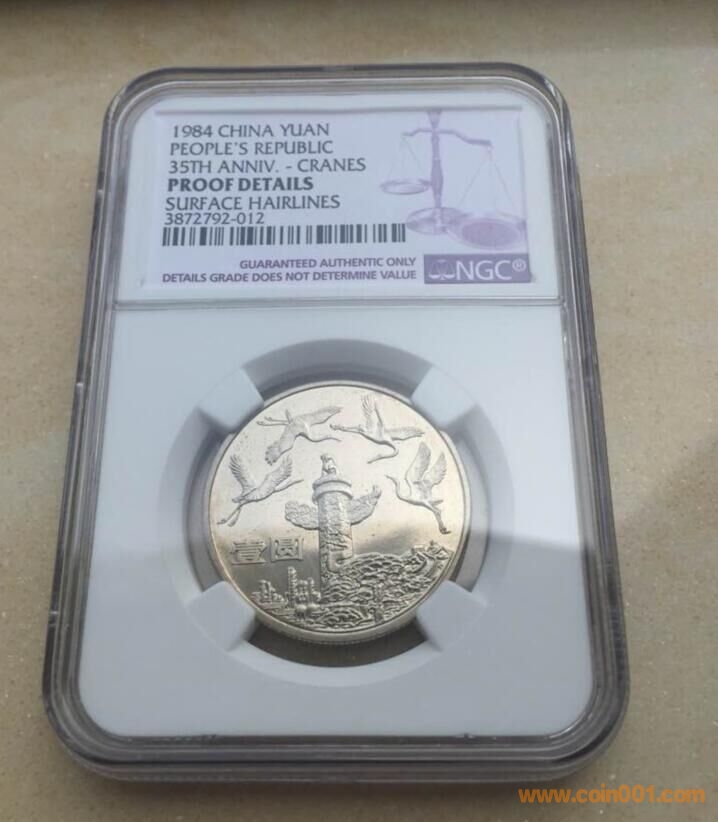 1984 CHINA YUAN
PEOPLE'S REPUBLIC
35TH ANNIV. - CRANES
PROOF DETAILS
SURFACE HAIRLINES
3872792-012
GUARANTEED AUTHENTIC ONLY
DETAILS GRADE DOES NOT DETERMINE VALUE
NGC®
壹圆
www.coin001.com